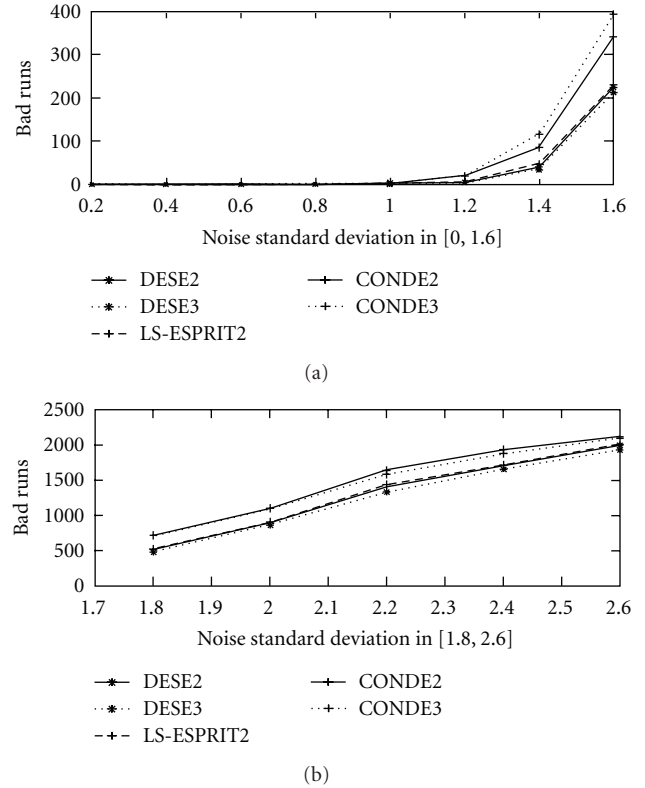 400
300
200
100
0
Bad runs
0.2 0.4 0.6 0.8 1 1.2 1.4 1.6
Noise standard deviation in [0, 1.6]
DESE2 CONDE2
DESE3 CONDE3
LS-ESPRIT2
(a)
2500
2000
1500
1000
500
0
Bad runs
1.7 1.8 1.9 2 2.1 2.2 2.3 2.4 2.5 2.6
Noise standard deviation in [1.8, 2.6]
DESE2 CONDE2
DESE3 CONDE3
LS-ESPRIT2
(b)